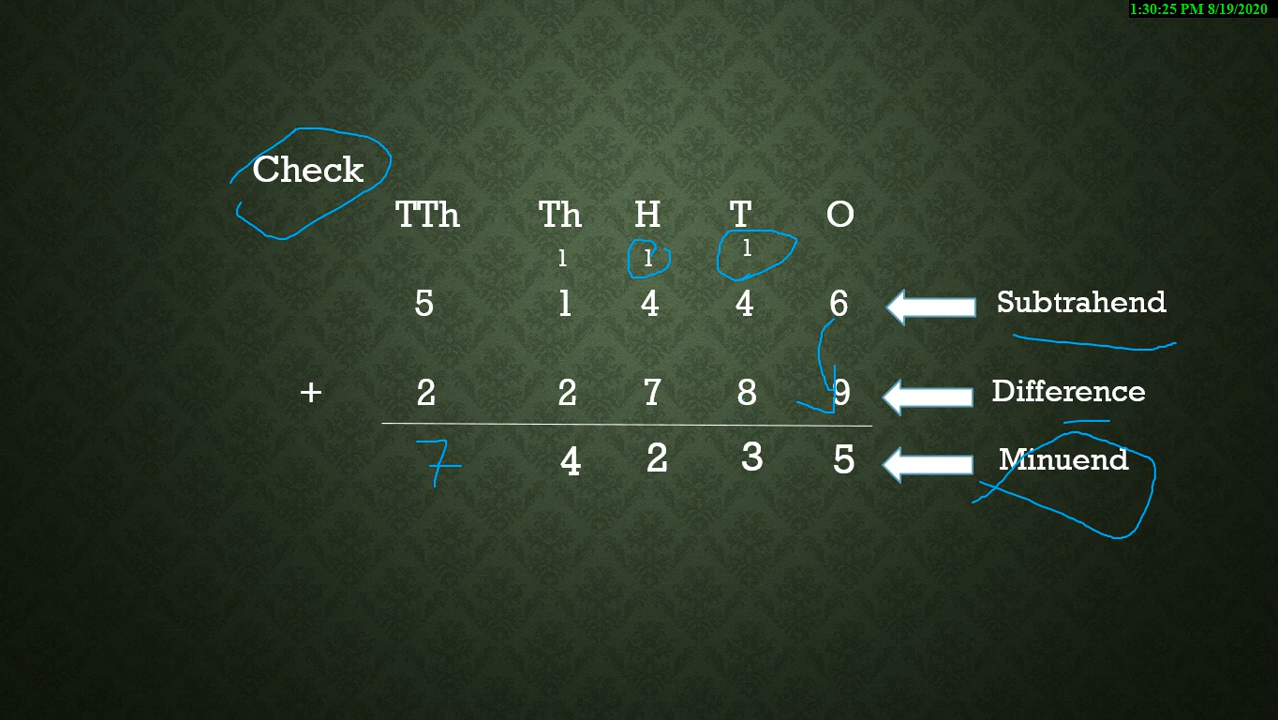 1:30:25 PM 8/19/2020
Check
TTh Th H T O
1 1 1
5 1 4 4 6 Subtrahend
+ 2 2 7 8 9 Difference
7 4 2 3 5 Minuend